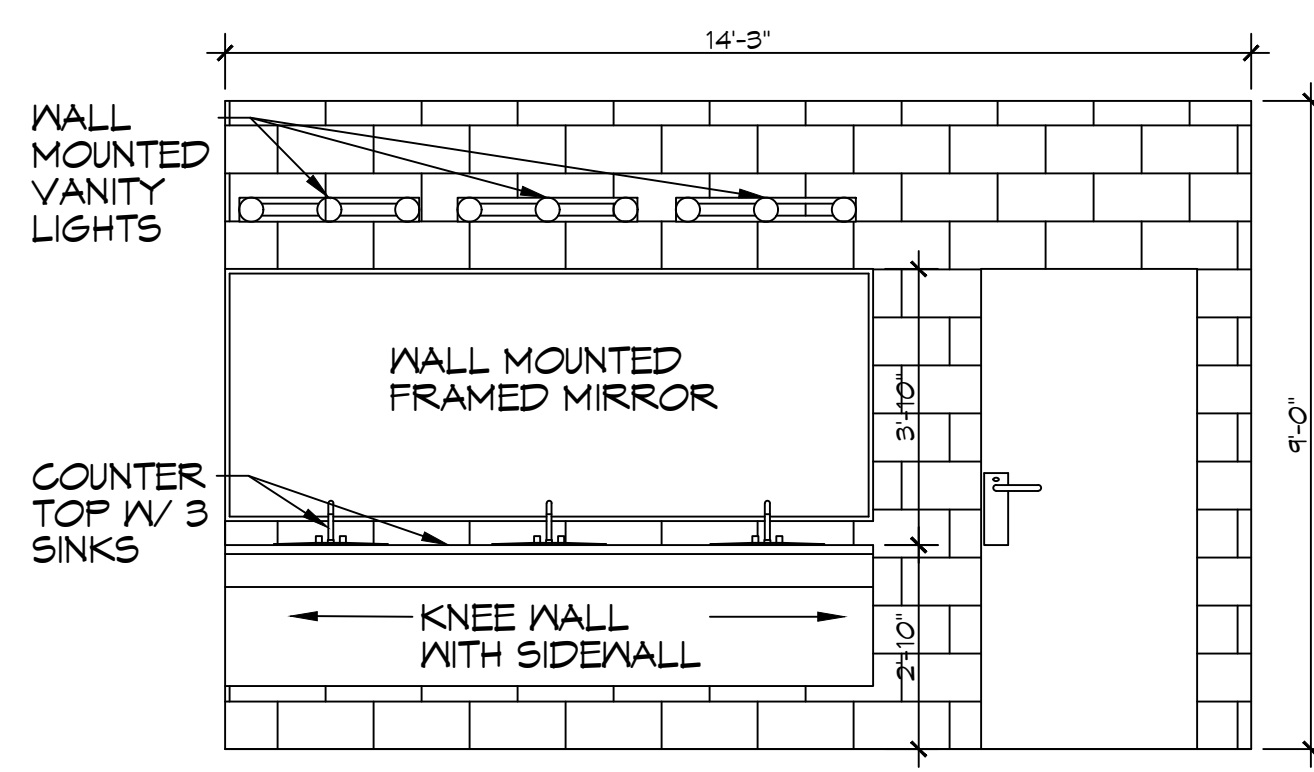 14'-3"
WALL
MOUNTED
VANITY
LIGHTS
WALL MOUNTED
FRAMED MIRROR
3'-10"
9'-0"
COUNTER
TOP W/ 3
SINKS
KNEE WALL
WITH SIDEWALL
2'-10"